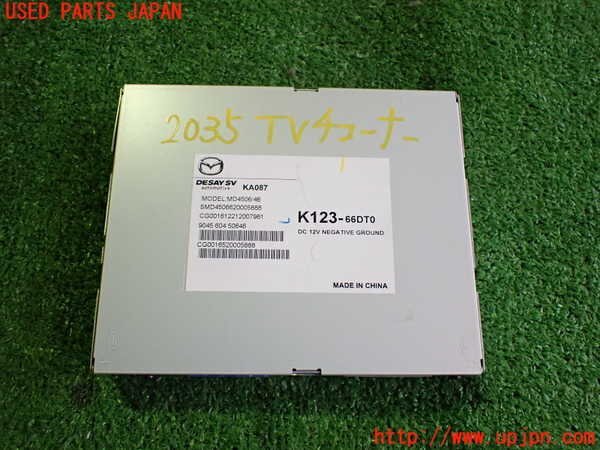 USED PARTS JAPAN
2035 TVチューナー
DESAY SV KA087
automotive
MODEL:MD4506/46
SMD4506620005888
CG001612212007961
9045 604 50646
CG0016520005888
K123-66DT0
DC 12V NEGATIVE GROUND
MADE IN CHINA
http://www.upjpn.com